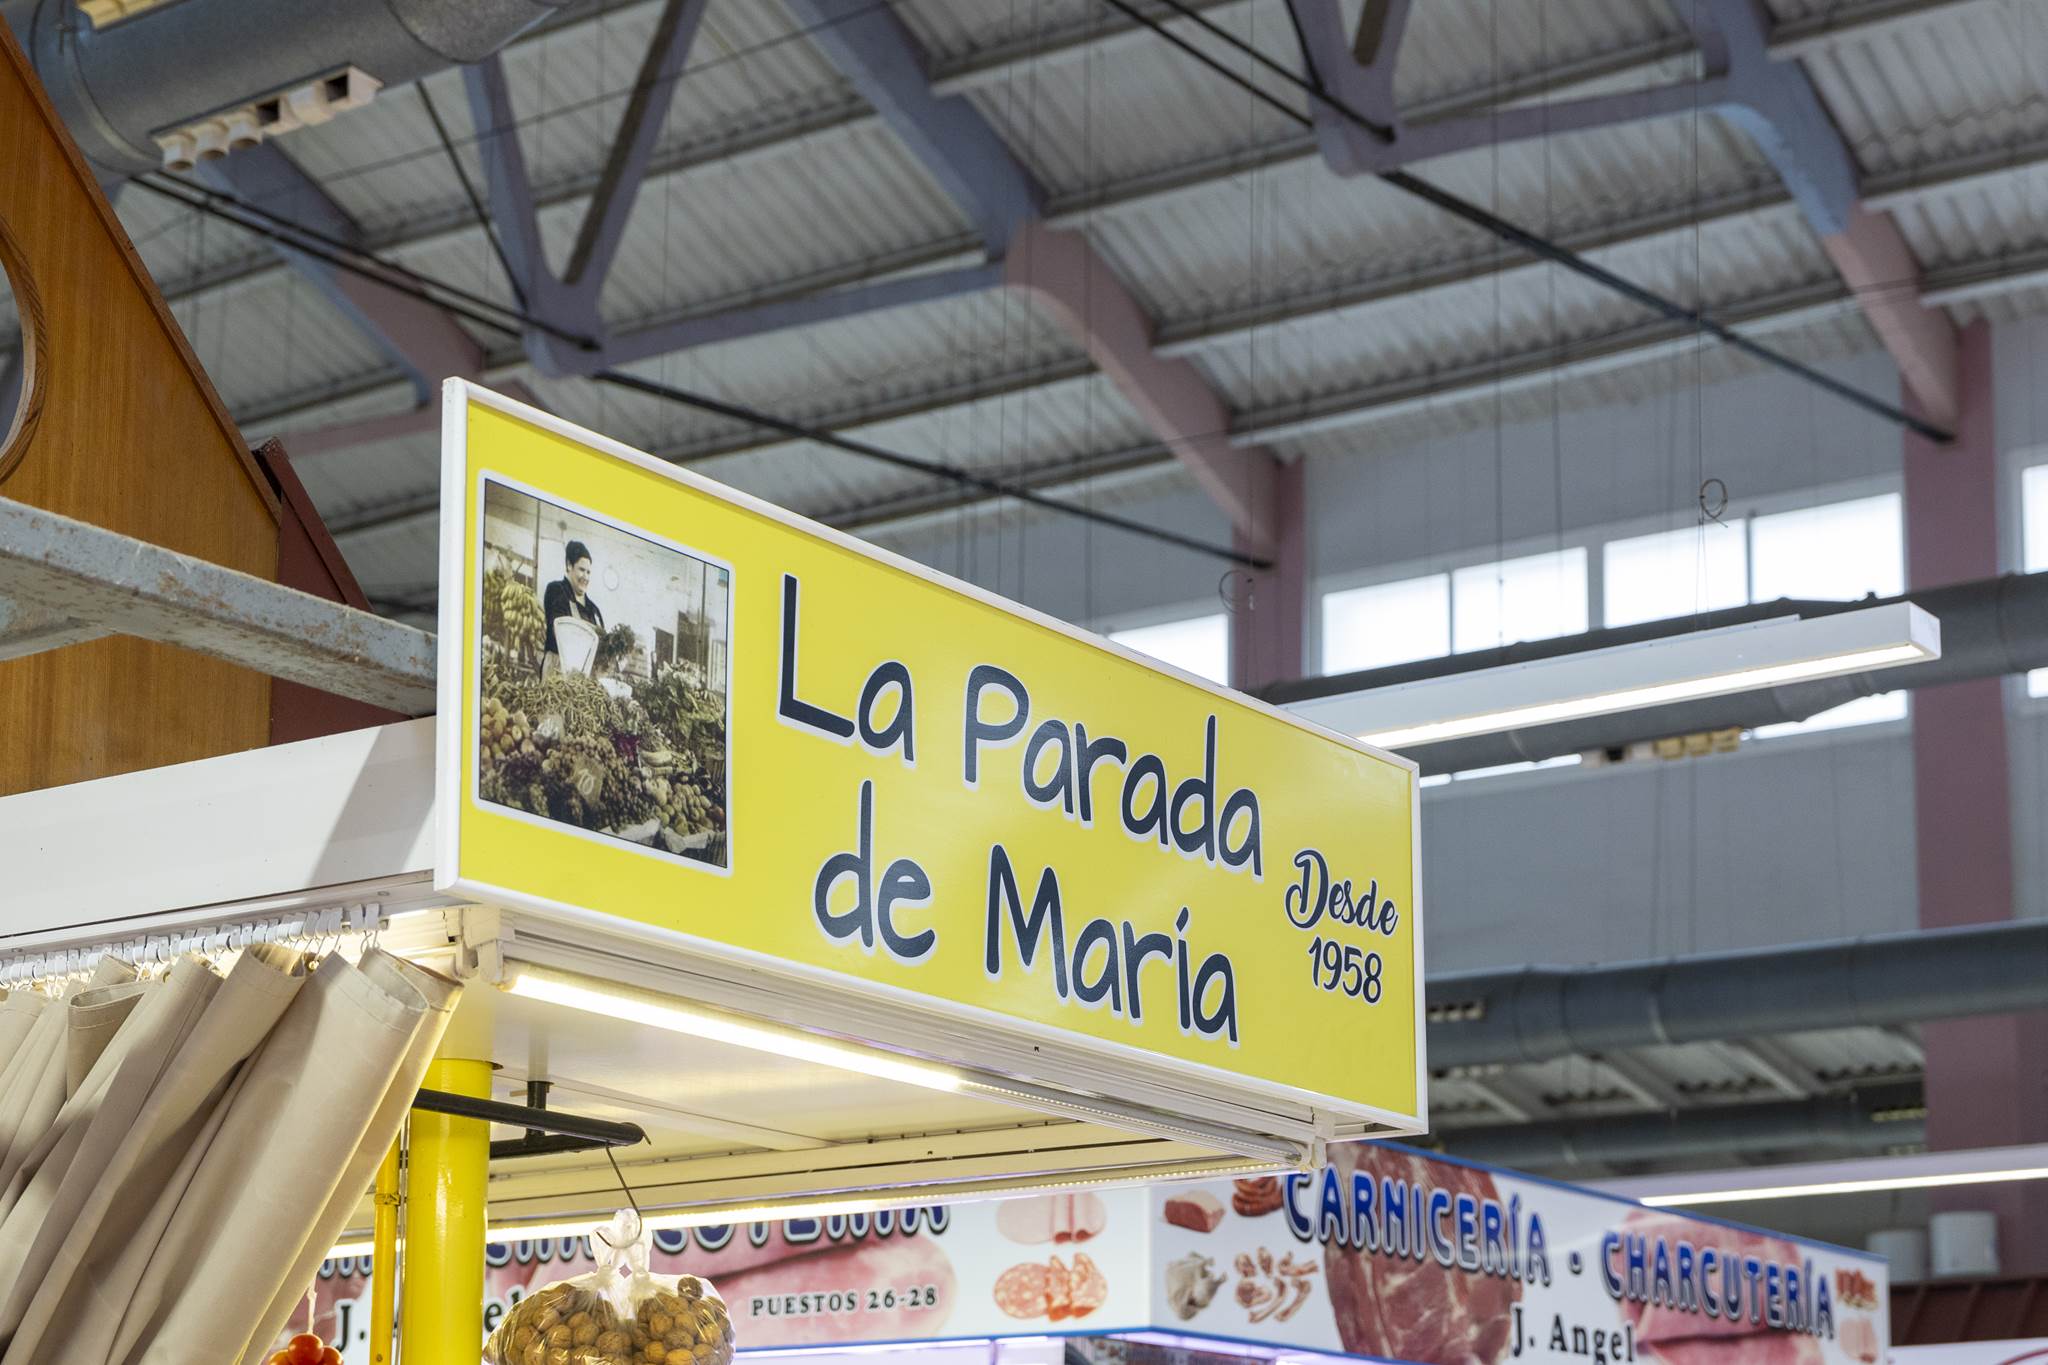 La Parada
de María
Desde
1958
PUESTOS 26-28
CARNICERÍA - CHARCUTERÍA
J. Angel